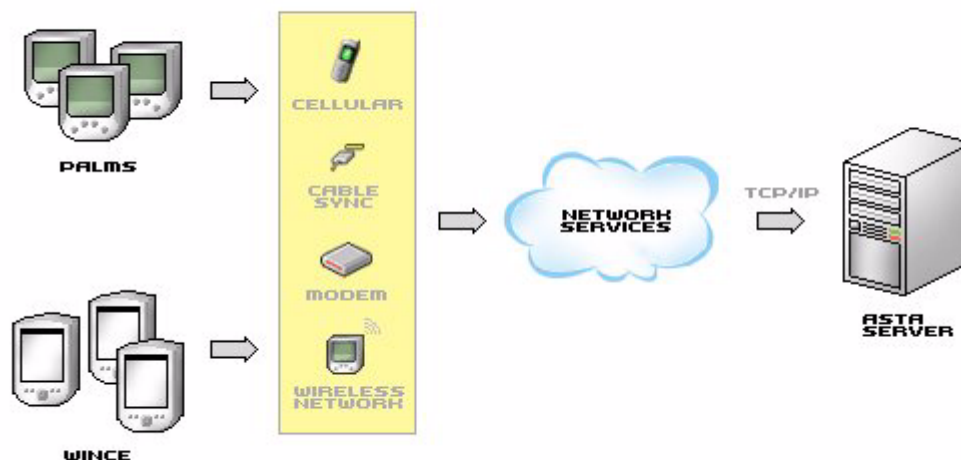 PALMS
WINCE
CELLULAR
CABLE
SYNC
MODEM
WIRELESS
NETWORK
NETWORK
SERVICES
TCP/IP
ASTA
SERVER